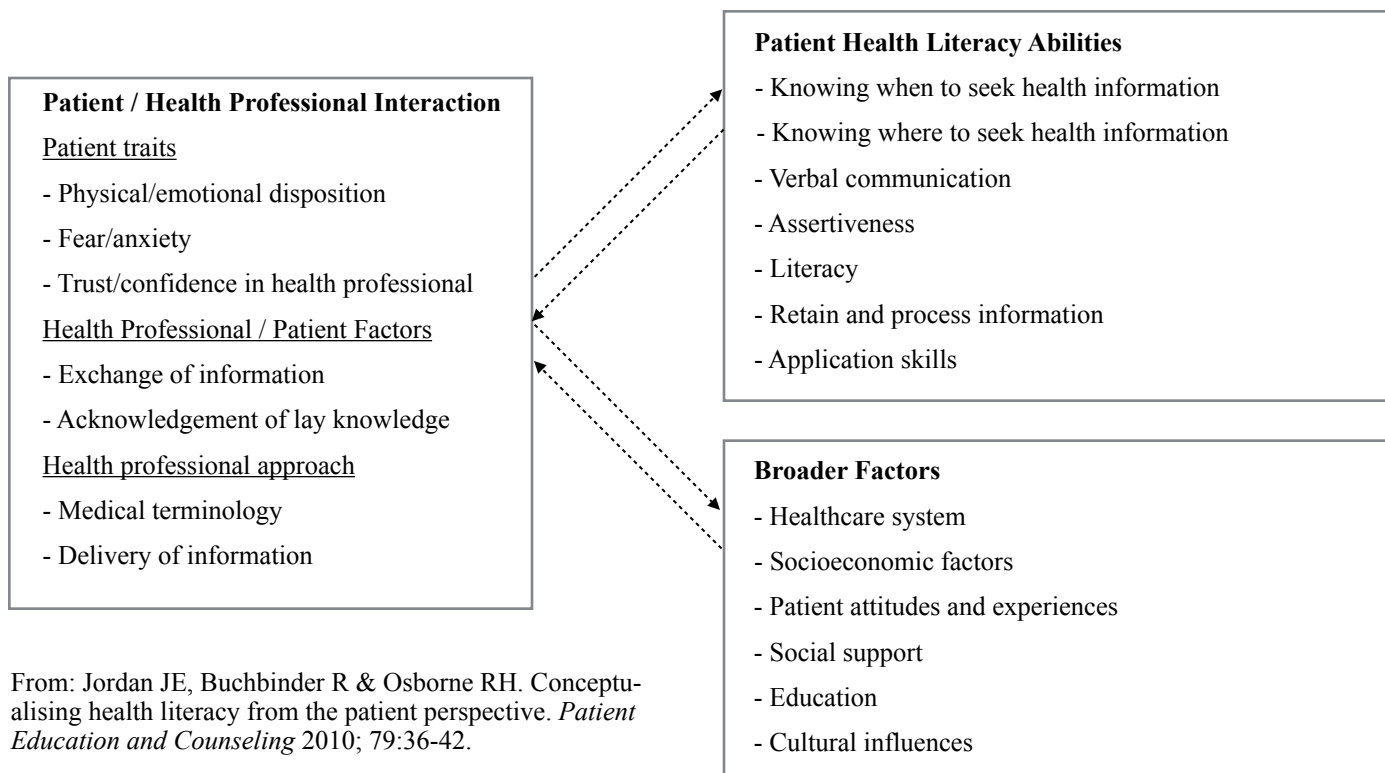 Patient / Health Professional Interaction
Patient traits
- Physical/emotional disposition
- Fear/anxiety
- Trust/confidence in health professional
Health Professional / Patient Factors
- Exchange of information
- Acknowledgement of lay knowledge
Health professional approach
- Medical terminology
- Delivery of information
Patient Health Literacy Abilities
- Knowing when to seek health information
- Knowing where to seek health information
- Verbal communication
- Assertiveness
- Literacy
- Retain and process information
- Application skills
Broader Factors
- Healthcare system
- Socioeconomic factors
- Patient attitudes and experiences
- Social support
- Education
- Cultural influences
From: Jordan JE, Buchbinder R & Osborne RH. Conceptu-
alising health literacy from the patient perspective. Patient
Education and Counseling 2010; 79:36-42.